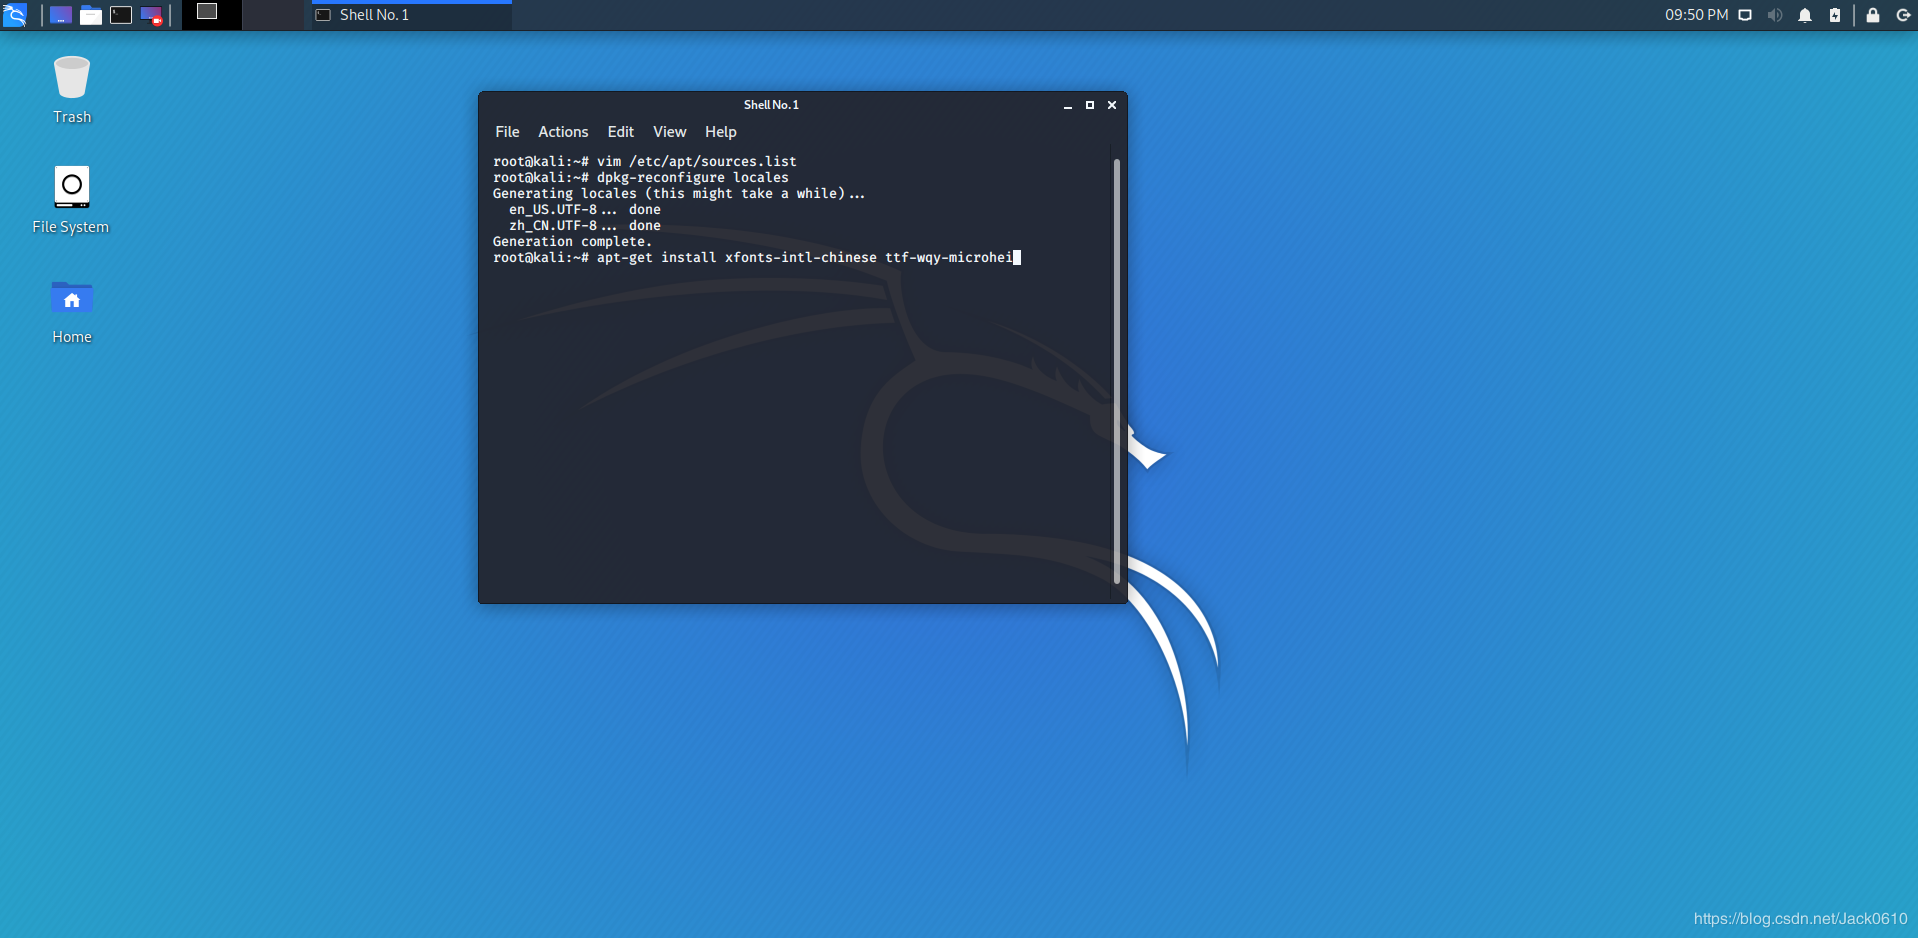 Shell No. 1
09:50 PM
Trash
File System
Home
Shell No. 1
File Actions Edit View Help
root@kali:~# vim /etc/apt/sources.list
root@kali:~# dpkg-reconfigure locales
Generating locales (this might take a while)...
en_US.UTF-8... done
zh_CN.UTF-8... done
Generation complete.
root@kali:~# apt-get install xfonts-intl-chinese ttf-wqy-microhei
https://blog.csdn.net/Jack0610